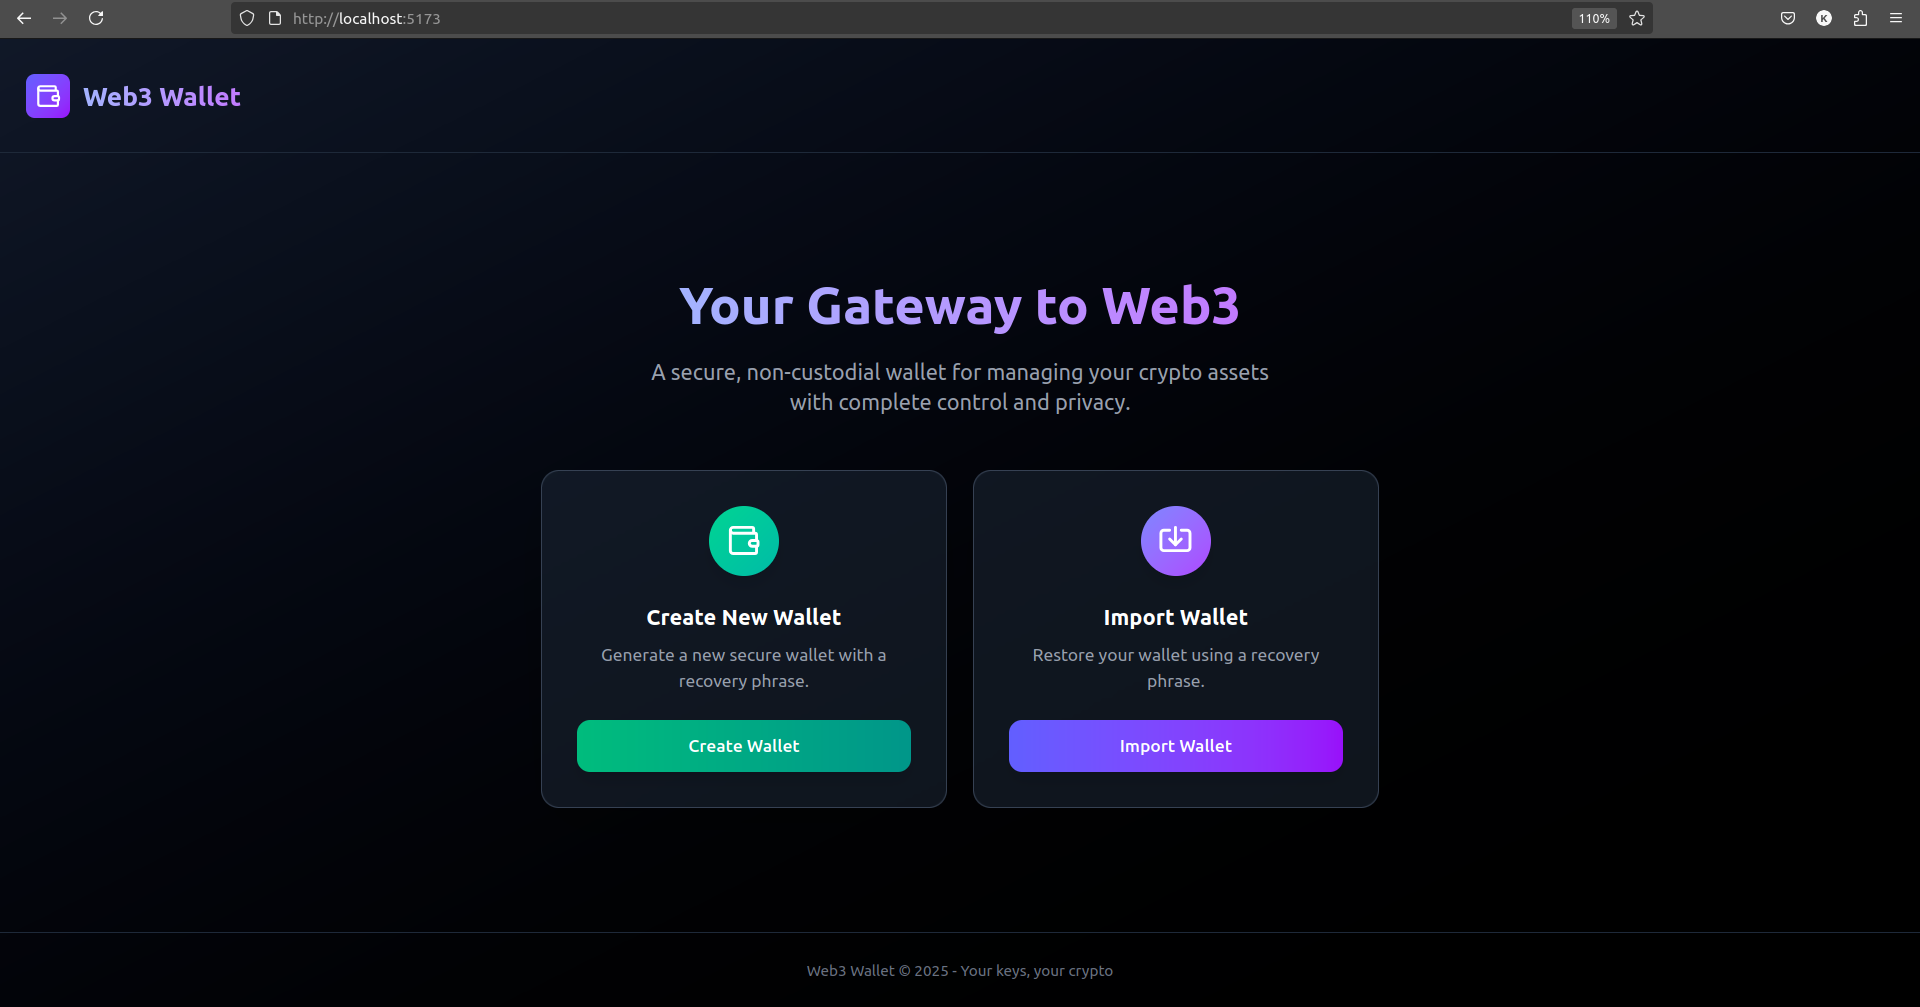 http://localhost:5173
110%
K
Web3 Wallet
Your Gateway to Web3
A secure, non-custodial wallet for managing your crypto assets
with complete control and privacy.
Create New Wallet
Generate a new secure wallet with a
recovery phrase.
Create Wallet
Import Wallet
Restore your wallet using a recovery
phrase.
Import Wallet
Web3 Wallet © 2025 - Your keys, your crypto